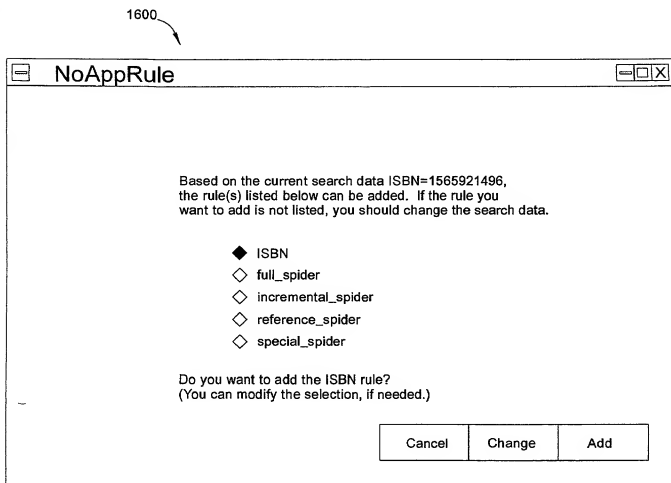 1600
NoAppRule
Based on the current search data ISBN=1565921496,
the rule(s) listed below can be added. If the rule you
want to add is not listed, you should change the search data.
ISBN
full_spider
incremental_spider
reference_spider
special_spider
Do you want to add the ISBN rule?
(You can modify the selection, if needed.)
Cancel Change Add